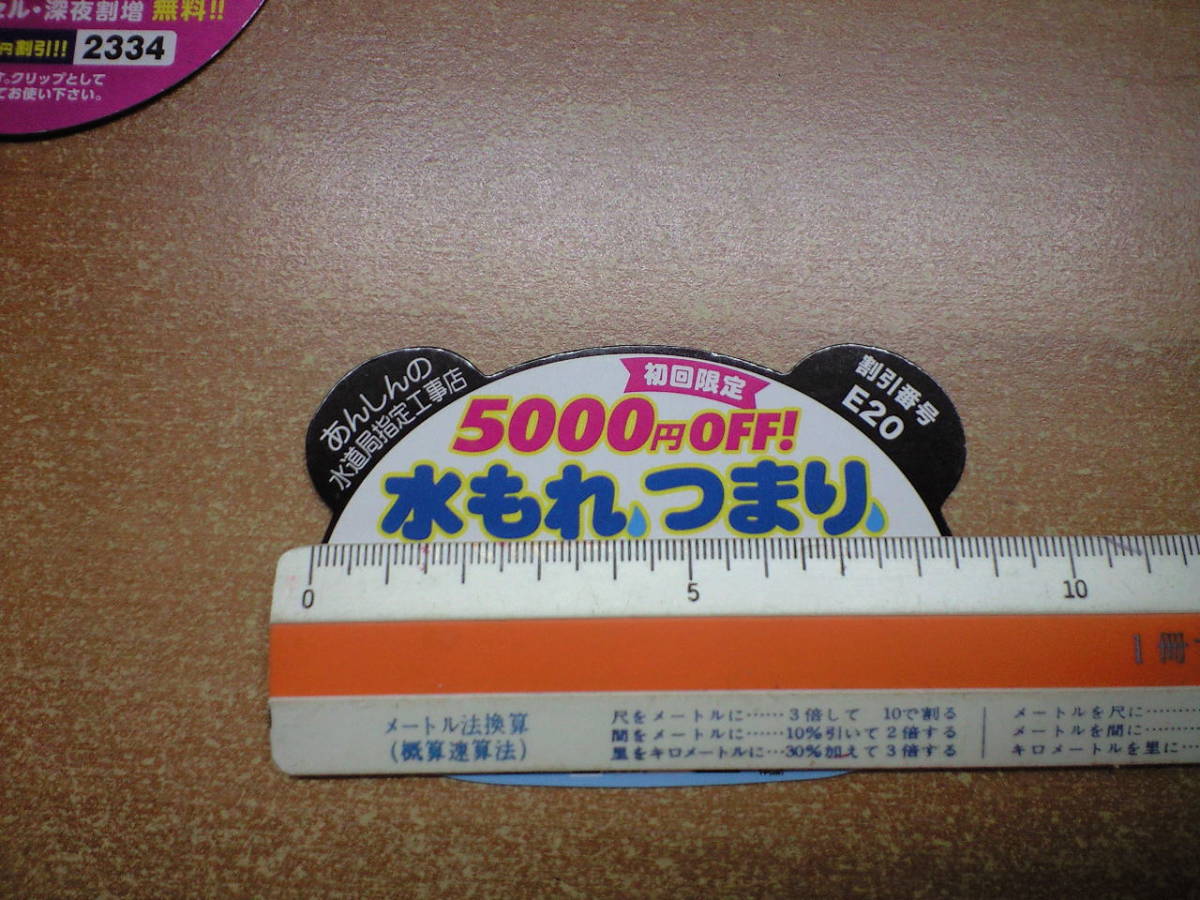 セル・深夜割増 無料!!
円割引!! 2334
す。クリップとして
てお使い下さい。
あんしんの
水道局指定工事店
初回限定
5000円OFF!
水もれ つまり
割引番号
E20
0 5 10
メートル法換算
(概算速算法)
尺をメートルに……3倍して 10で割る
間をメートルに……10%引いて2倍する
里をキロメートルに…30%加えて3倍する
メートルを尺に………
メートルを間に………
キロメートルを里に…